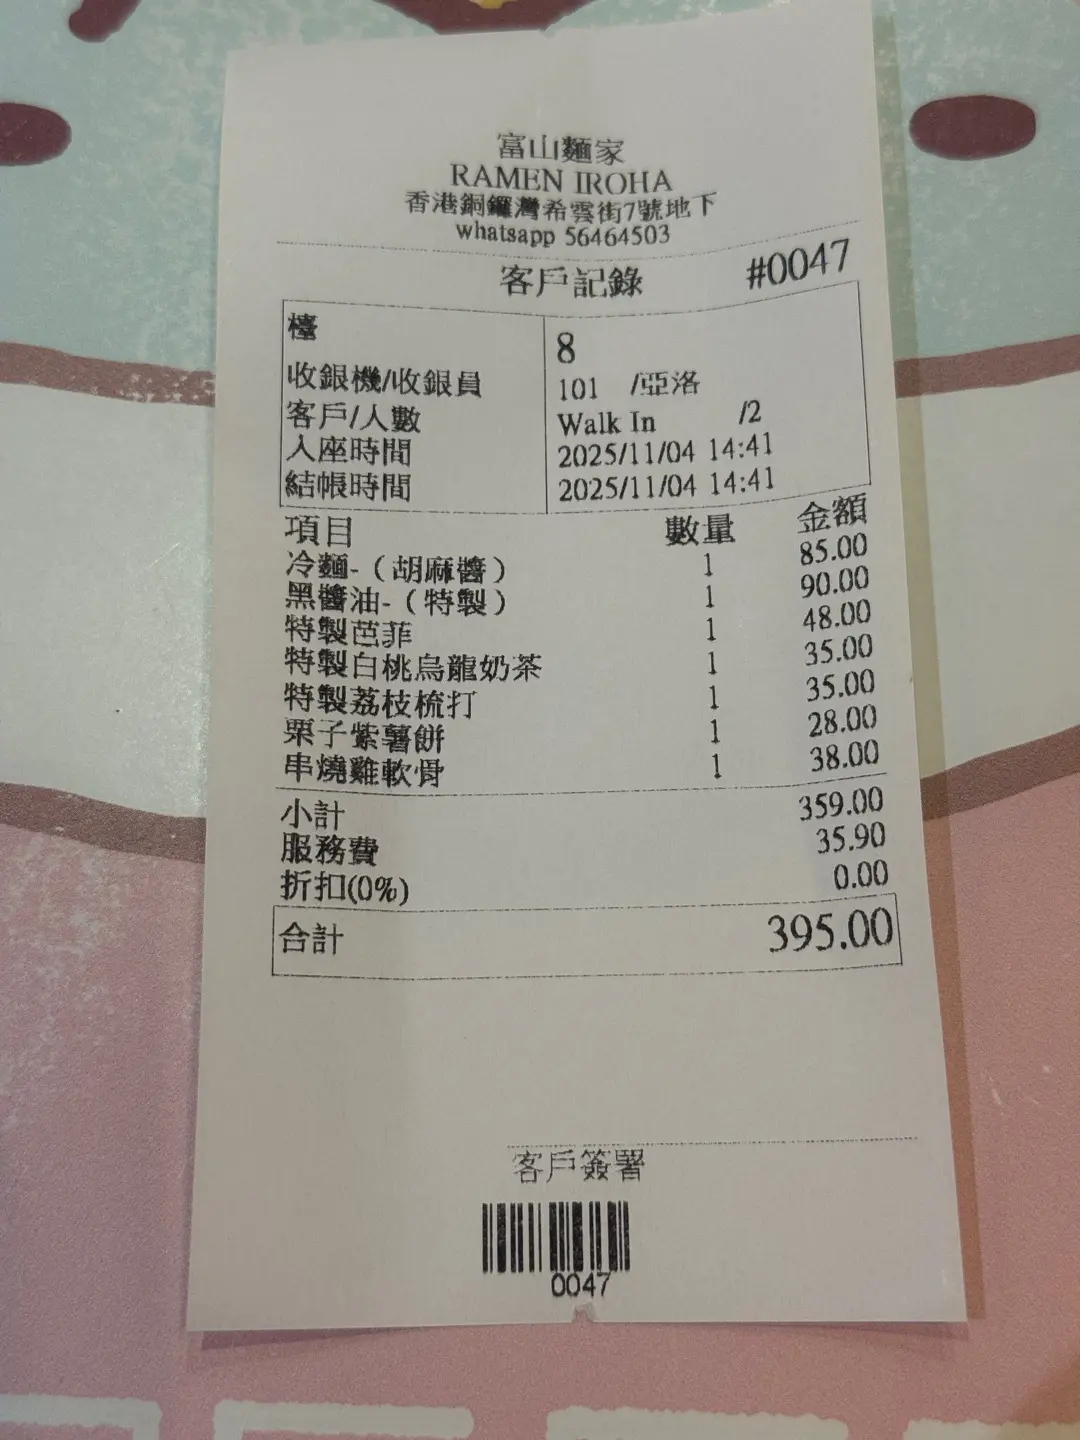 富山麵家
RAMEN IROHA
香港銅鑼灣希雲街7號地下
whatsapp 56464503
客戶記錄 #0047
檯 8
收銀機/收銀員 101 /亞洛
客戶/人數 Walk In /2
入座時間 2025/11/04 14:41
結帳時間 2025/11/04 14:41
項目 數量 金額
冷麵-（胡麻醬） 1 85.00
黑醬油-（特製） 1 90.00
特製芭菲 1 48.00
特製白桃烏龍奶茶 1 35.00
特製荔枝梳打 1 35.00
栗子紫薯餅 1 28.00
串燒雞軟骨 1 38.00
小計 359.00
服務費 35.90
折扣(0%) 0.00
合計 395.00
客戶簽署
0047